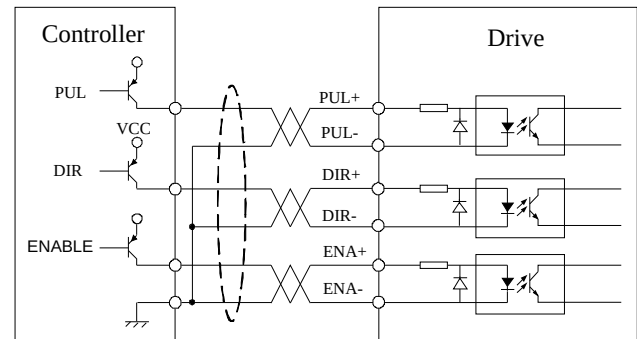 Controller
Drive
PUL
PUL+
PUL-
VCC
DIR
DIR+
DIR-
ENABLE
ENA+
ENA-